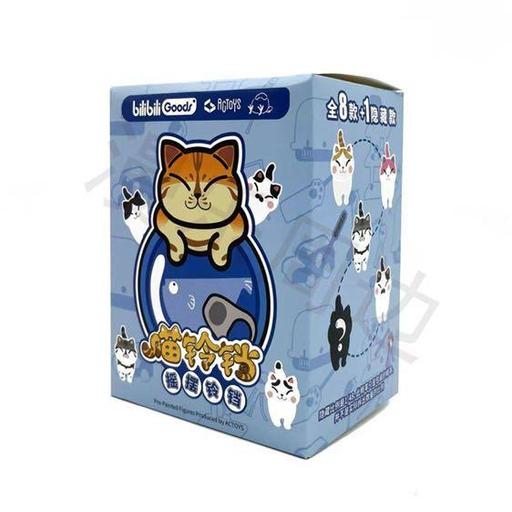 bilibili Goods
ACTOYS
全8款+1隐藏款
猫铃铛
摇摆铃铛
Pre-Painted Figures Produced by ACTOYS